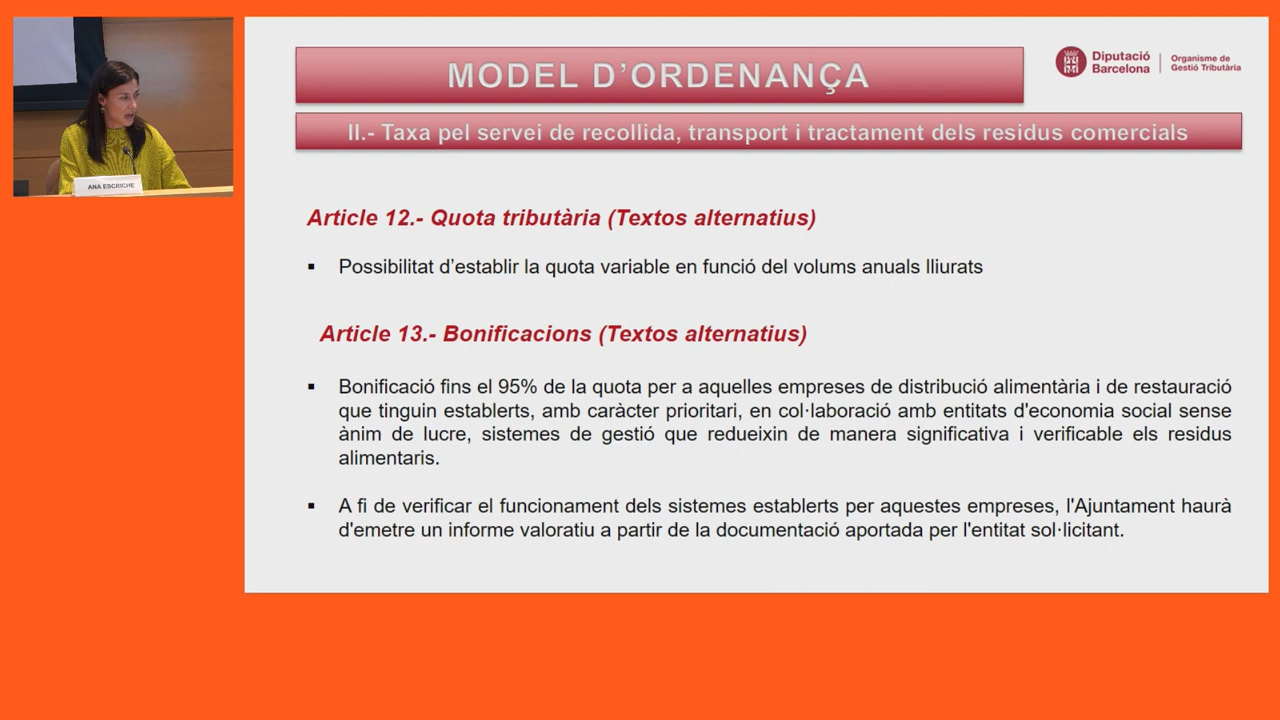 ANA ESCRICHE
MODEL D'ORDENANÇA
Diputació
Barcelona
Organisme de
Gestió Tributària
II.- Taxa pel servei de recollida, transport i tractament dels residus comercials
Article 12.- Quota tributària (Textos alternatius)
▪ Possibilitat d’establir la quota variable en funció del volums anuals lliurats
Article 13.- Bonificacions (Textos alternatius)
▪ Bonificació fins el 95% de la quota per a aquelles empreses de distribució alimentària i de restauració
que tinguin establerts, amb caràcter prioritari, en col·laboració amb entitats d'economia social sense
ànim de lucre, sistemes de gestió que redueixin de manera significativa i verificable els residus
alimentaris.
▪ A fi de verificar el funcionament dels sistemes establerts per aquestes empreses, l'Ajuntament haurà
d'emetre un informe valoratiu a partir de la documentació aportada per l'entitat sol·licitant.